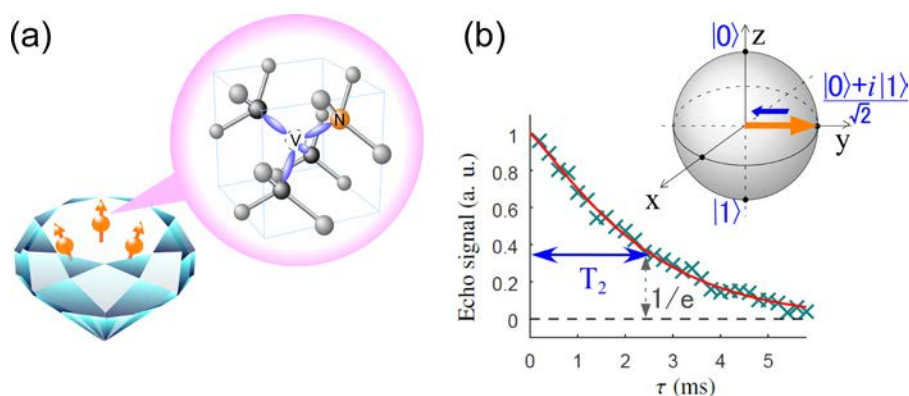 (a)
N
V
(b)
|0⟩
z
|0⟩+i|1⟩
√2
y
x
|1⟩
Echo signal (a. u.)
1
0.8
0.6
0.4
0.2
0
T₂
1/e
0 1 2 3 4 5
τ (ms)